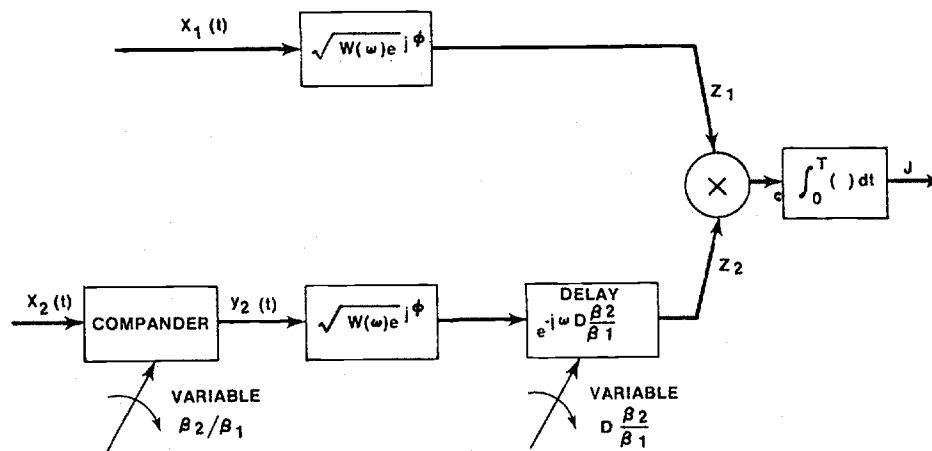 X₁ (t)
√W(ω)e jϕ
Z₁
×
c
∫₀ᵀ ( ) dt
J
Z₂
X₂ (t)
COMPANDER
y₂ (t)
√W(ω)e jϕ
DELAY
e^-jω D β2/β1
VARIABLE
β₂/β₁
VARIABLE
D β2/β1